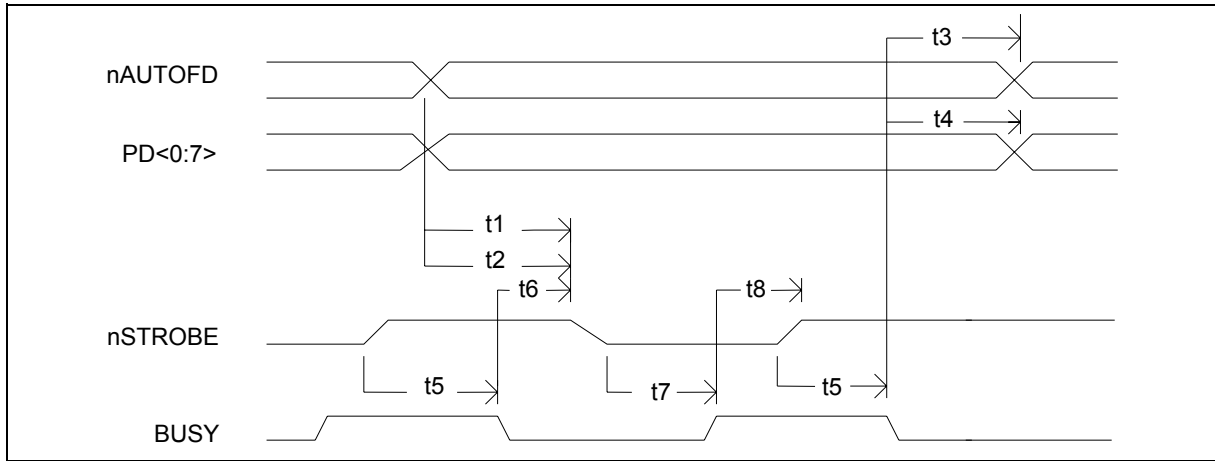 t3
nAUTOFD
t4
PD<0:7>
t1
t2
t6
t8
nSTROBE
t5
t7
t5
BUSY